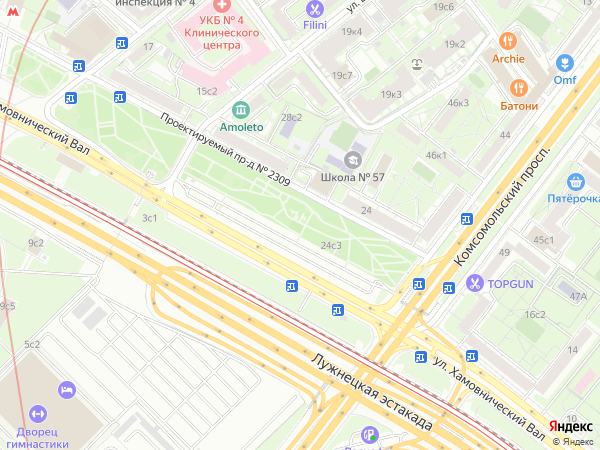 инспекция № 4
УКБ № 4
Клинического
центра
Filini
19к4
19к2
Archie
Omf
17
15с2
19с7
19к3
46к3
Батони
Amoleto
28с2
44
Хамовнический Вал
Проектируемый пр-д № 2309
Школа № 57
46к1
Комсомольский просп.
Пятёрочка
3с1
24
24с3
9с2
45с1
49
TOPGUN
47А
9с5
16с2
5с2
14
Лужнецкая эстакада
ул. Хамовнический Вал
10
Дворец
гимнастики
Яндекс
© Яндекс